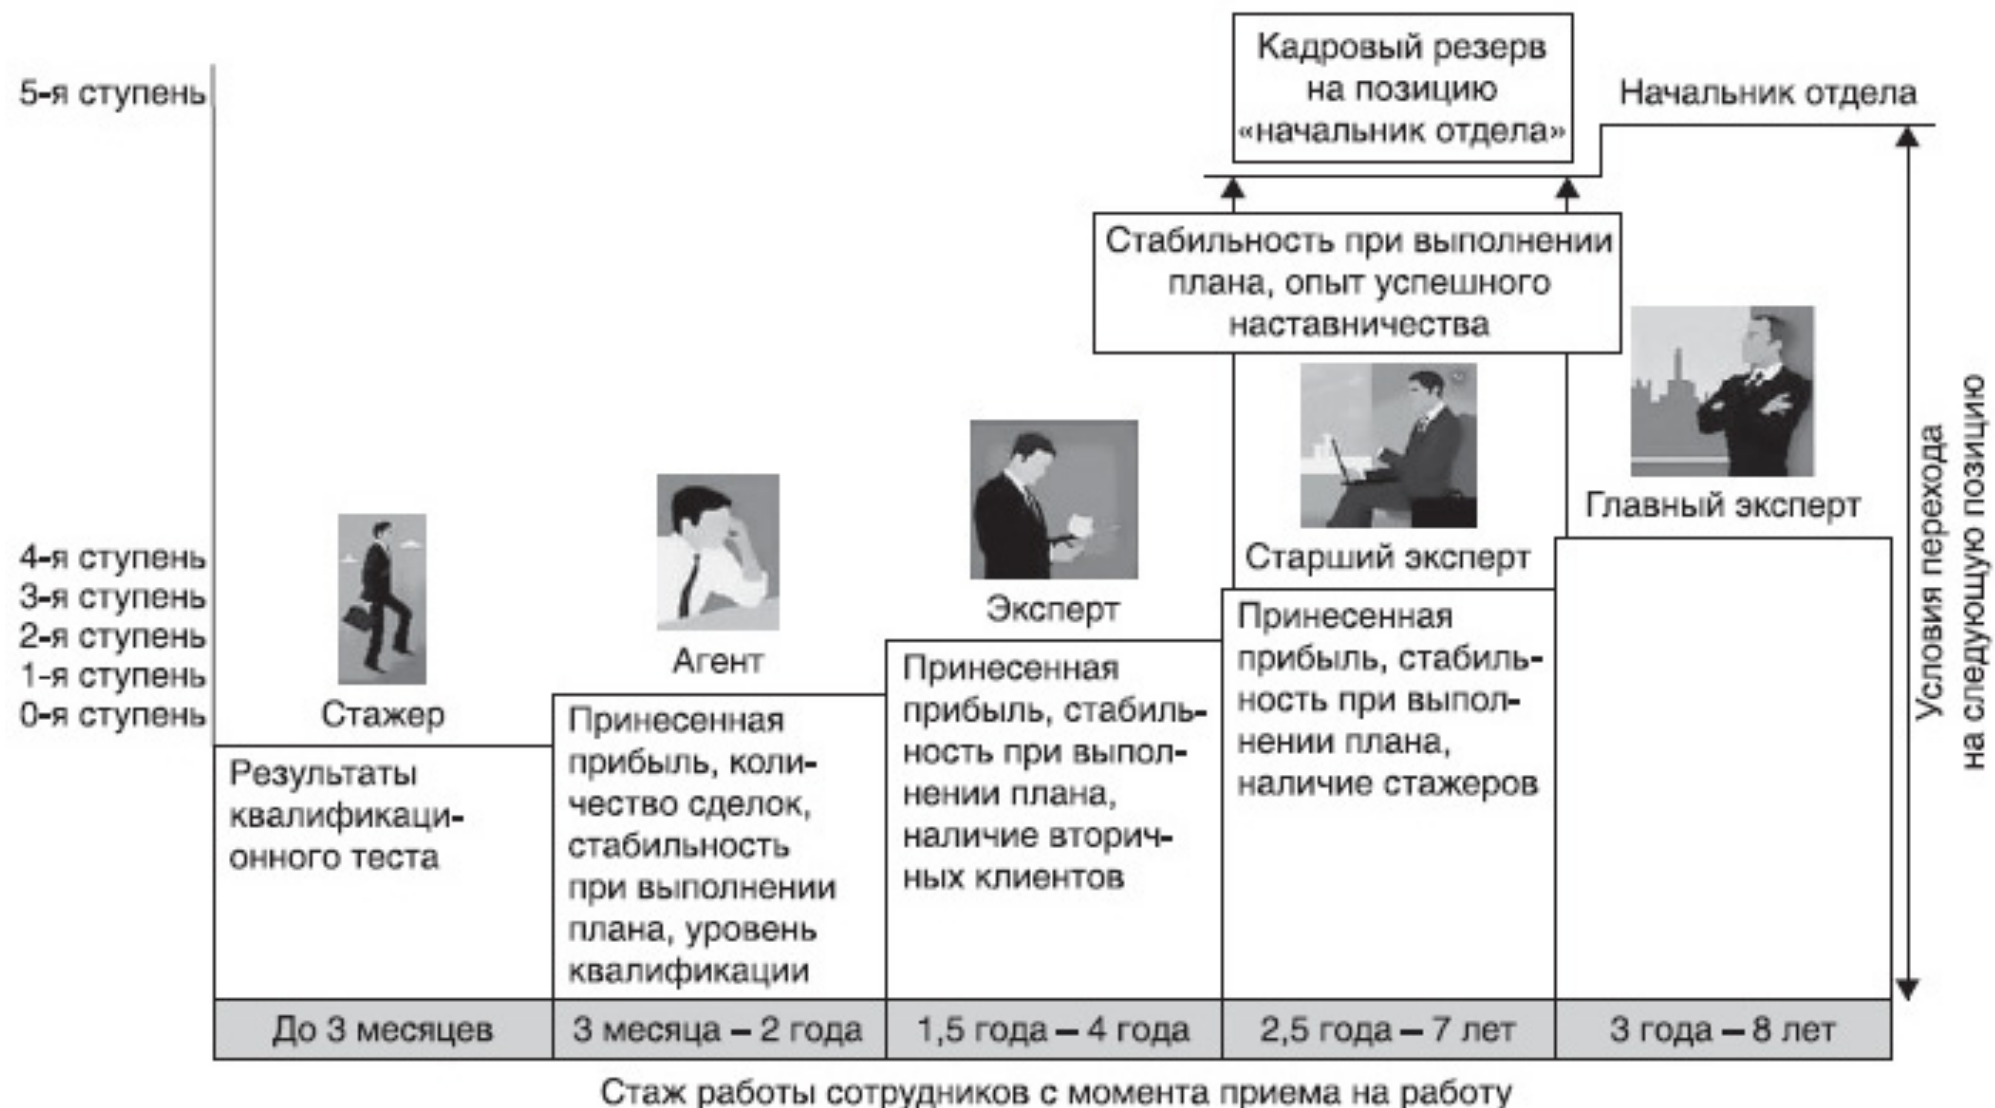 Кадровый резерв
на позицию
«начальник отдела»
5-я ступень
Начальник отдела
Стабильность при выполнении
плана, опыт успешного
наставничества
4-я ступень
3-я ступень
2-я ступень
1-я ступень
0-я ступень
Стажер
Результаты
квалификаци-
онного теста
Агент
Принесенная
прибыль, коли-
чество сделок,
стабильность
при выполнении
плана, уровень
квалификации
Эксперт
Принесенная
прибыль, стабиль-
ность при выпол-
нении плана,
наличие вторич-
ных клиентов
Старший эксперт
Принесенная
прибыль, стабиль-
ность при выпол-
нении плана,
наличие стажеров
Главный эксперт
Условия перехода
на следующую позицию
До 3 месяцев
3 месяца – 2 года
1,5 года – 4 года
2,5 года – 7 лет
3 года – 8 лет
Стаж работы сотрудников с момента приема на работу